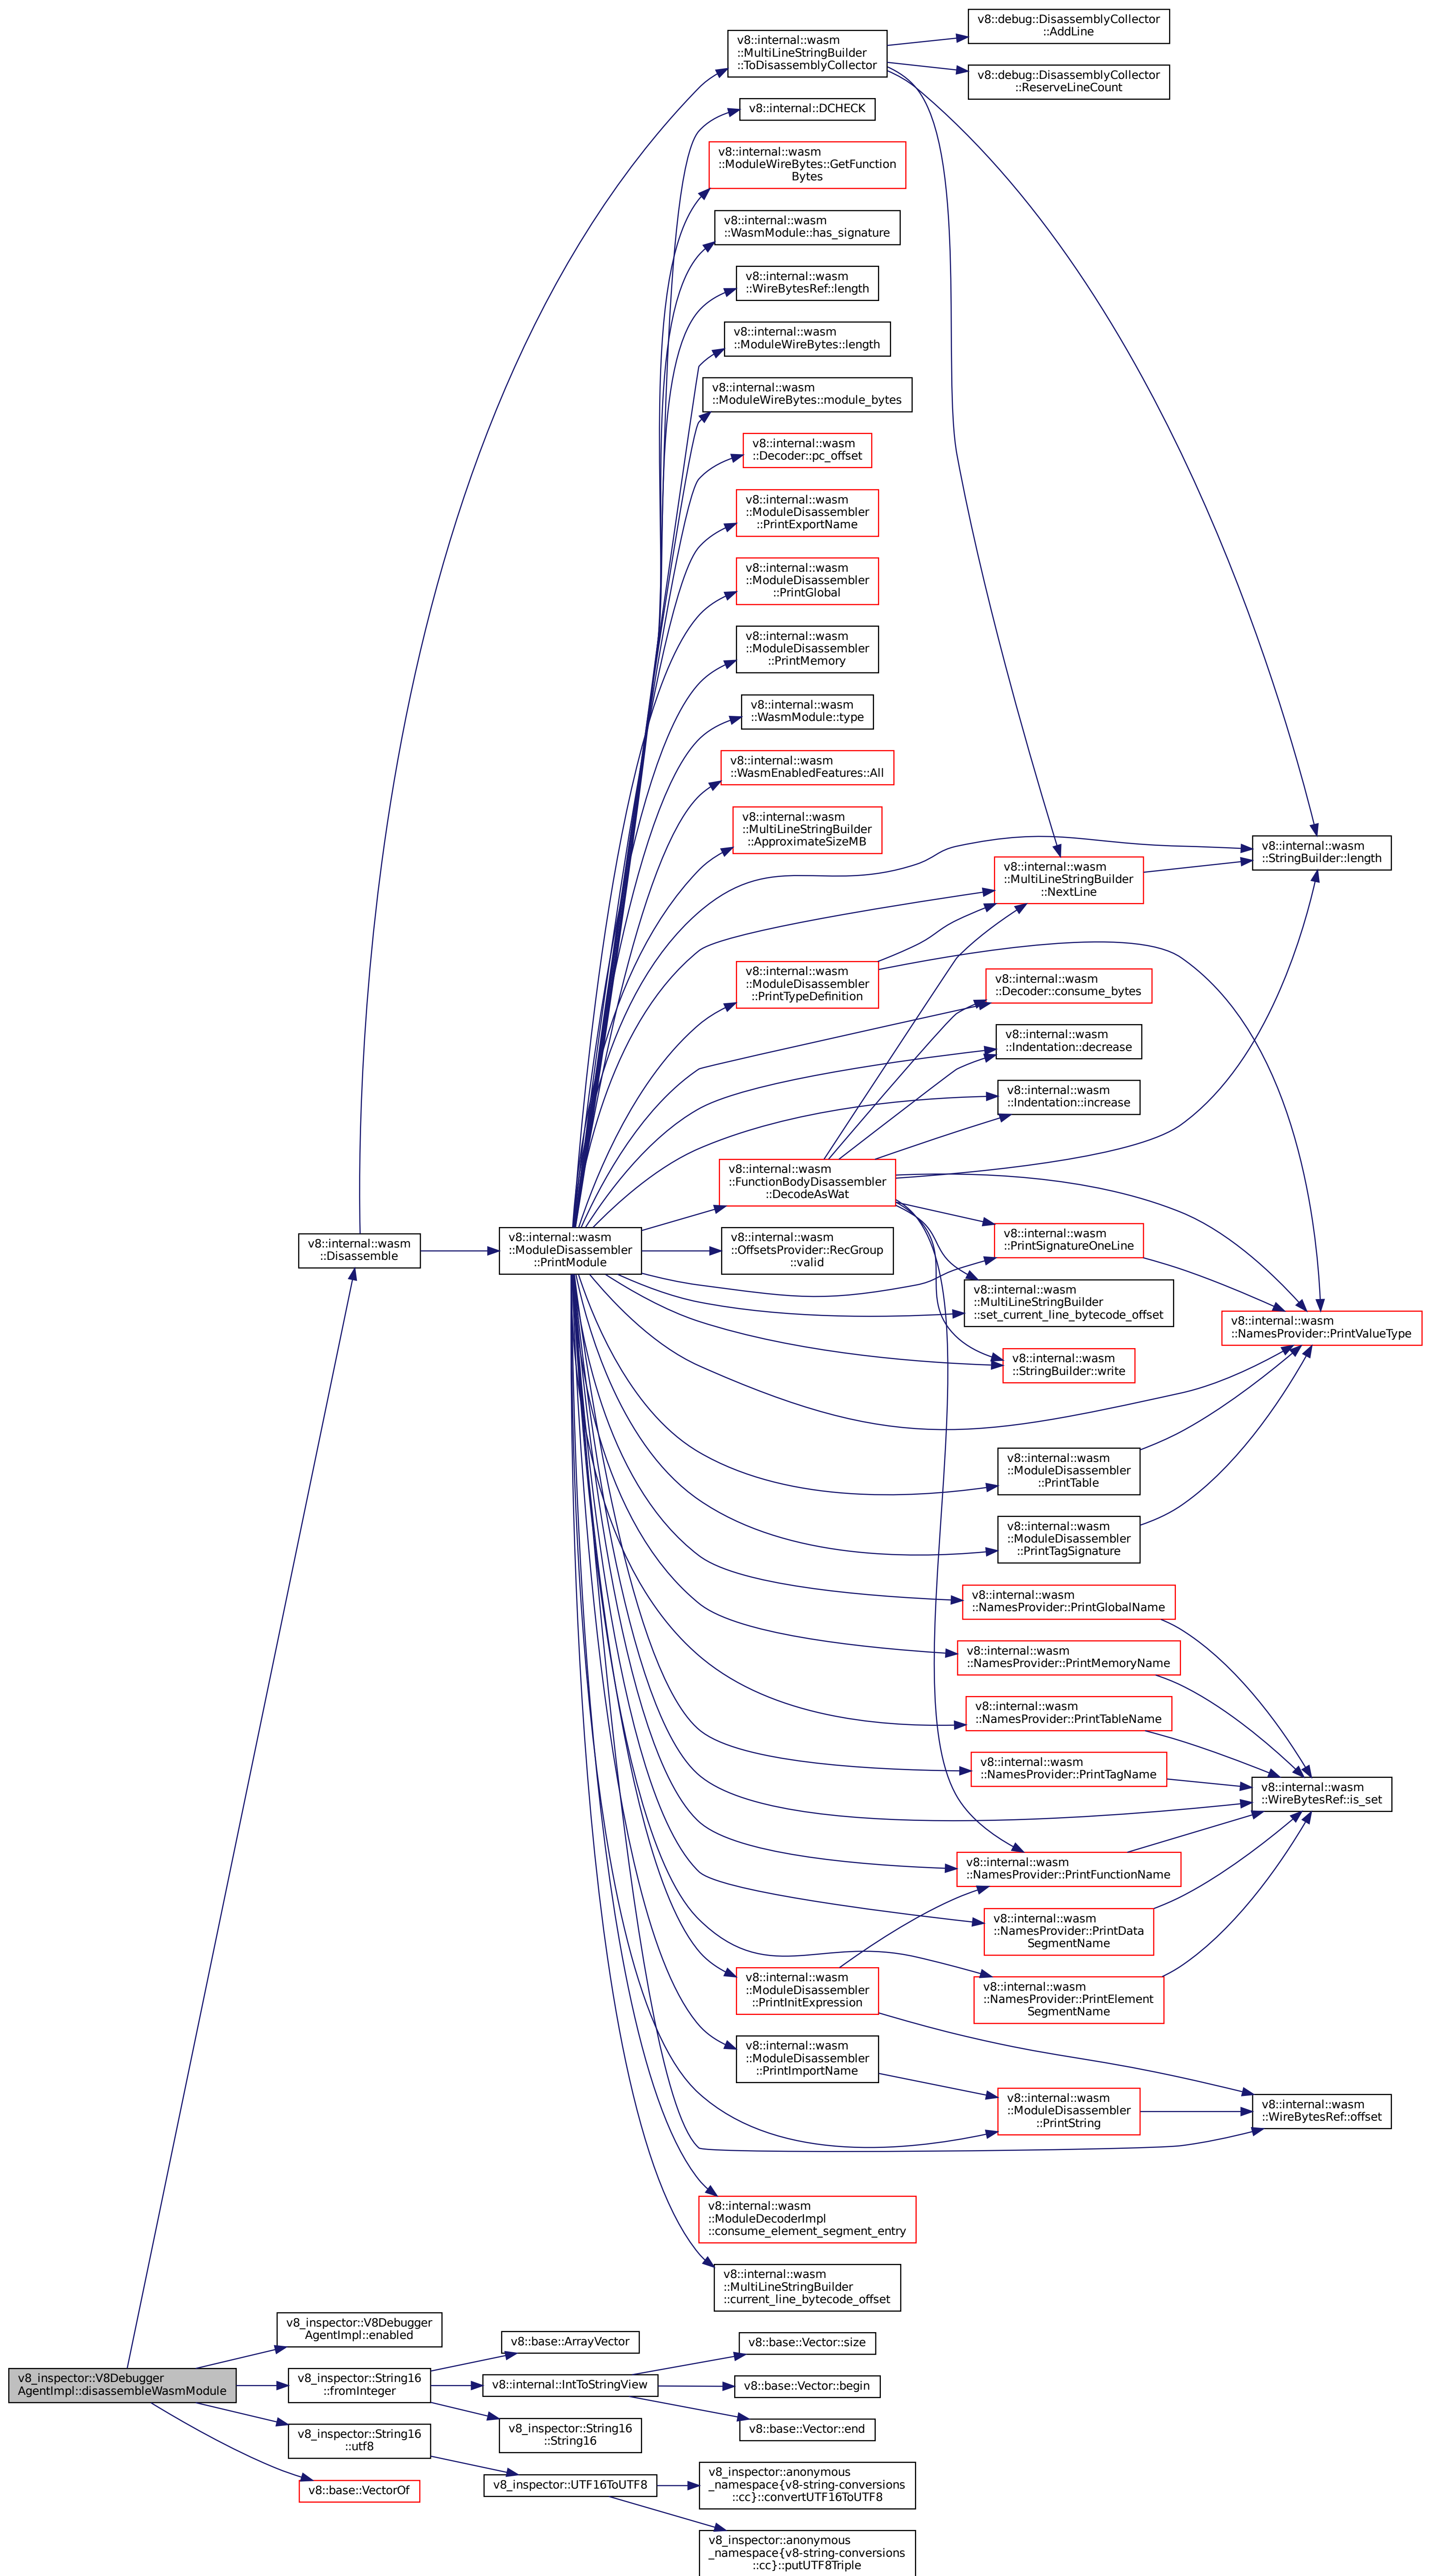 v8::debug::DisassemblyCollector
::AddLine
v8::internal::wasm
::MultiLineStringBuilder
::ToDisassemblyCollector
v8::debug::DisassemblyCollector
::ReserveLineCount
v8::internal::DCHECK
v8::internal::wasm
::ModuleWireBytes::GetFunction
Bytes
v8::internal::wasm
::WasmModule::has_signature
v8::internal::wasm
::WireBytesRef::length
v8::internal::wasm
::ModuleWireBytes::length
v8::internal::wasm
::ModuleWireBytes::module_bytes
v8::internal::wasm
::Decoder::pc_offset
v8::internal::wasm
::ModuleDisassembler
::PrintExportName
v8::internal::wasm
::ModuleDisassembler
::PrintGlobal
v8::internal::wasm
::ModuleDisassembler
::PrintMemory
v8::internal::wasm
::WasmModule::type
v8::internal::wasm
::WasmEnabledFeatures::All
v8::internal::wasm
::MultiLineStringBuilder
::ApproximateSizeMB
v8::internal::wasm
::StringBuilder::length
v8::internal::wasm
::MultiLineStringBuilder
::NextLine
v8::internal::wasm
::ModuleDisassembler
::PrintTypeDefinition
v8::internal::wasm
::Decoder::consume_bytes
v8::internal::wasm
::Indentation::decrease
v8::internal::wasm
::Indentation::increase
v8::internal::wasm
::FunctionBodyDisassembler
::DecodeAsWat
v8::internal::wasm
::Disassemble
v8::internal::wasm
::ModuleDisassembler
::PrintModule
v8::internal::wasm
::OffsetsProvider::RecGroup
::valid
v8::internal::wasm
::PrintSignatureOneLine
v8::internal::wasm
::MultiLineStringBuilder
::set_current_line_bytecode_offset
v8::internal::wasm
::NamesProvider::PrintValueType
v8::internal::wasm
::StringBuilder::write
v8::internal::wasm
::ModuleDisassembler
::PrintTable
v8::internal::wasm
::ModuleDisassembler
::PrintTagSignature
v8::internal::wasm
::NamesProvider::PrintGlobalName
v8::internal::wasm
::NamesProvider::PrintMemoryName
v8::internal::wasm
::NamesProvider::PrintTableName
v8::internal::wasm
::NamesProvider::PrintTagName
v8::internal::wasm
::WireBytesRef::is_set
v8::internal::wasm
::NamesProvider::PrintFunctionName
v8::internal::wasm
::NamesProvider::PrintData
SegmentName
v8::internal::wasm
::ModuleDisassembler
::PrintInitExpression
v8::internal::wasm
::NamesProvider::PrintElement
SegmentName
v8::internal::wasm
::ModuleDisassembler
::PrintImportName
v8::internal::wasm
::ModuleDisassembler
::PrintString
v8::internal::wasm
::WireBytesRef::offset
v8::internal::wasm
::ModuleDecoderImpl
::consume_element_segment_entry
v8::internal::wasm
::MultiLineStringBuilder
::current_line_bytecode_offset
v8_inspector::V8Debugger
AgentImpl::enabled
v8::base::ArrayVector
v8::base::Vector::size
v8_inspector::V8Debugger
AgentImpl::disassembleWasmModule
v8_inspector::String16
::fromInteger
v8::internal::IntToStringView
v8::base::Vector::begin
v8_inspector::String16
::String16
v8::base::Vector::end
v8_inspector::String16
::utf8
v8::base::VectorOf
v8_inspector::UTF16ToUTF8
v8_inspector::anonymous
_namespace{v8-string-conversions
::cc}::convertUTF16ToUTF8
v8_inspector::anonymous
_namespace{v8-string-conversions
::cc}::putUTF8Triple